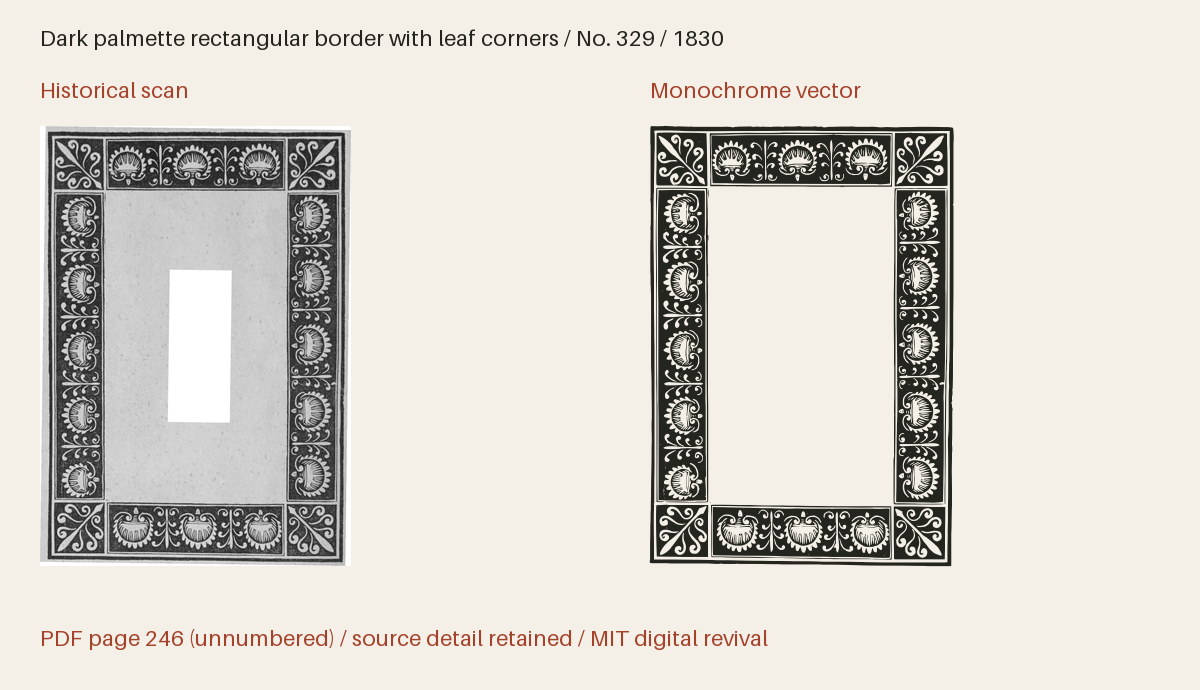 Dark palmette rectangular border with leaf corners / No. 329 / 1830
Historical scan
Monochrome vector
PDF page 246 (unnumbered) / source detail retained / MIT digital revival